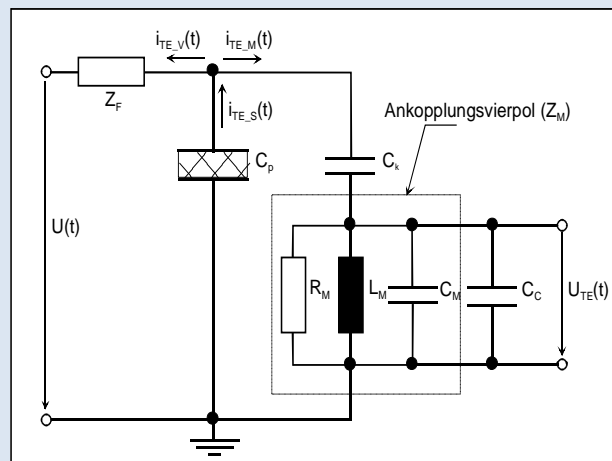 i_TE_V(t) i_TE_M(t)
Z_F
i_TE_S(t)
Ankopplungsvierpol (Z_M)
C_p
C_k
U(t)
R_M L_M C_M C_C U_TE(t)